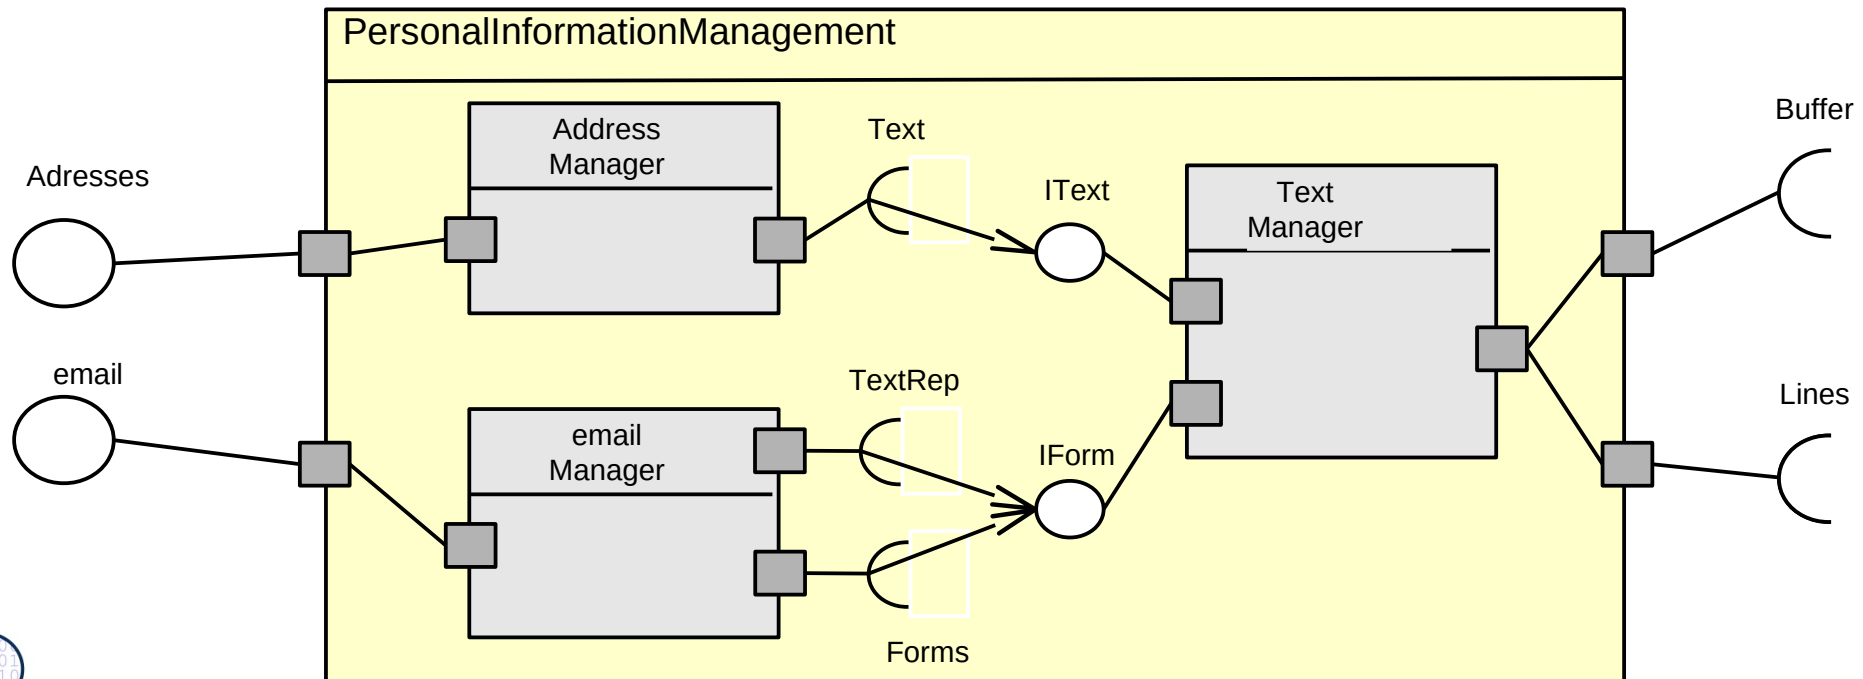 PersonalInformationManagement
Buffer
Address
Manager
Text
Adresses
IText
Text
Manager
email
TextRep
Lines
email
Manager
IForm
Forms